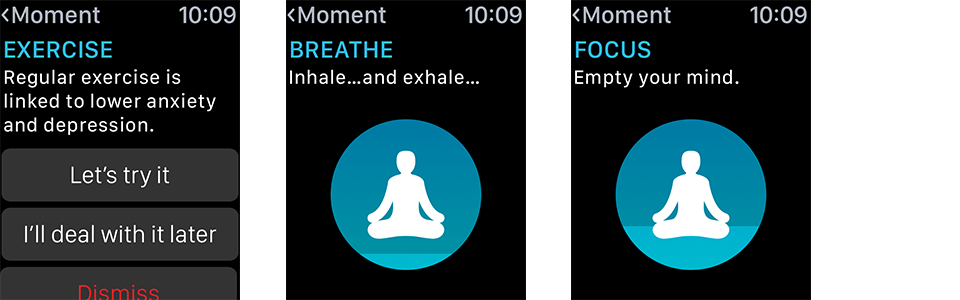 ‹Moment 10:09
EXERCISE
Regular exercise is
linked to lower anxiety
and depression.
Let’s try it
I’ll deal with it later
Dismiss
‹Moment 10:09
BREATHE
Inhale...and exhale...
‹Moment 10:09
FOCUS
Empty your mind.